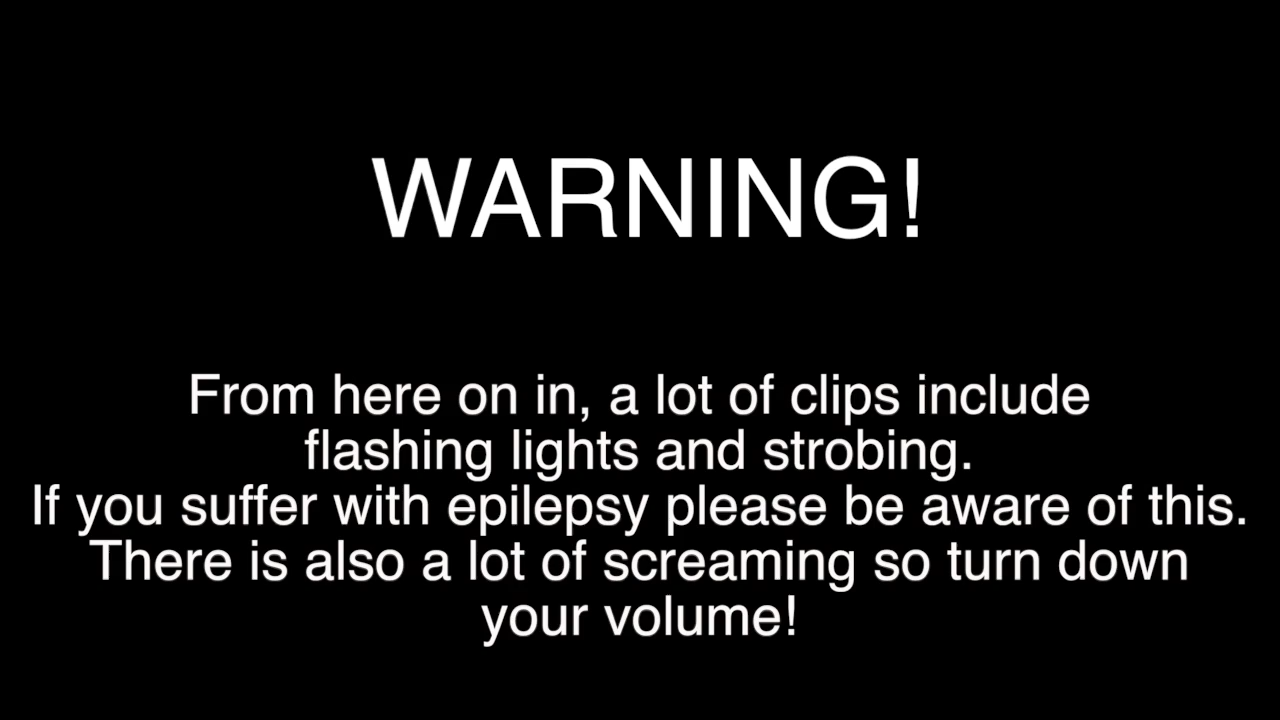 WARNING!
From here on in, a lot of clips include
flashing lights and strobing.
If you suffer with epilepsy please be aware of this.
There is also a lot of screaming so turn down
your volume!